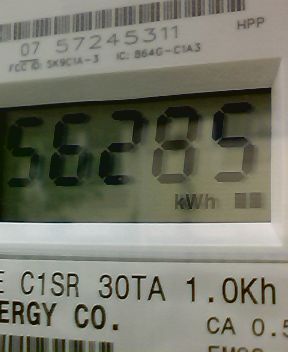 HPP
07 57245311
FCC ID: SK9C1A-3 IC: 864G-C1A3
56285
kWh
E C1SR 30TA 1.0Kh
ERGY CO.
CA 0.5